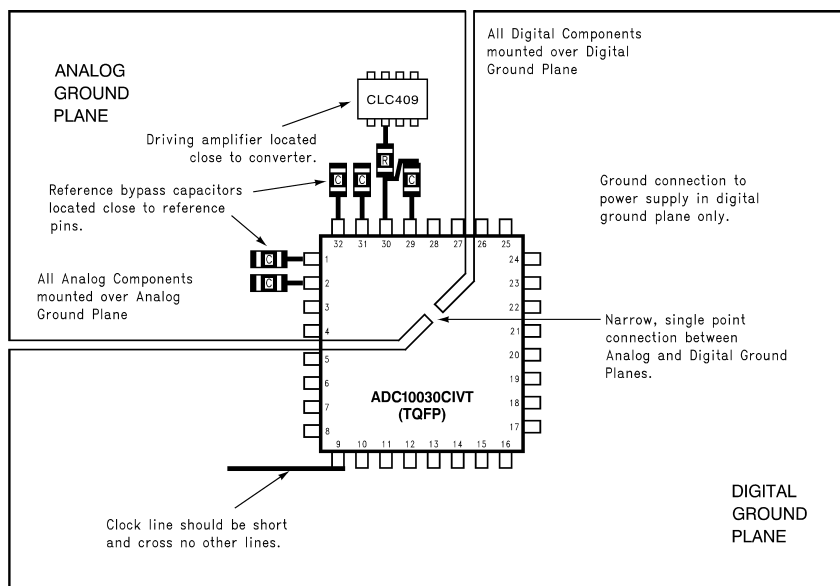 All Digital Components
mounted over Digital
Ground Plane
ANALOG
GROUND
PLANE
CLC409
Driving amplifier located
close to converter.
R
C
C
C
Reference bypass capacitors
located close to reference
pins.
Ground connection to
power supply in digital
ground plane only.
32 31 30 29 28 27 26 25
C
1
C
2
3
4
5
6
7
8
24
23
22
21
20
19
18
17
All Analog Components
mounted over Analog
Ground Plane
Narrow, single point
connection between
Analog and Digital Ground
Planes.
ADC10030CIVT
(TQFP)
9 10 11 12 13 14 15 16
Clock line should be short
and cross no other lines.
DIGITAL
GROUND
PLANE